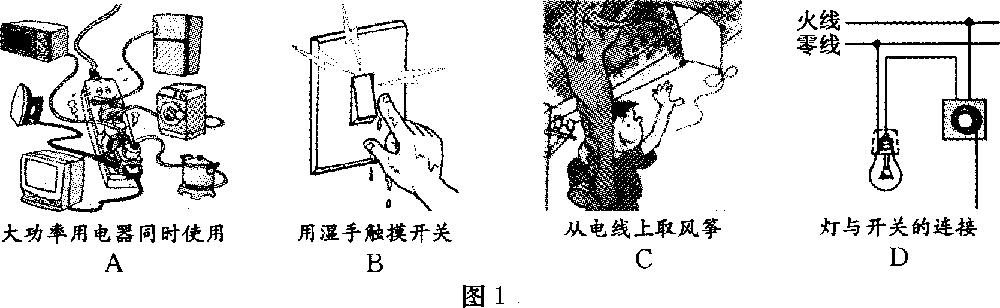 火线
零线
大功率用电器同时使用
用湿手触摸开关
从电线上取风筝
灯与开关的连接
A
B
C
D
图1